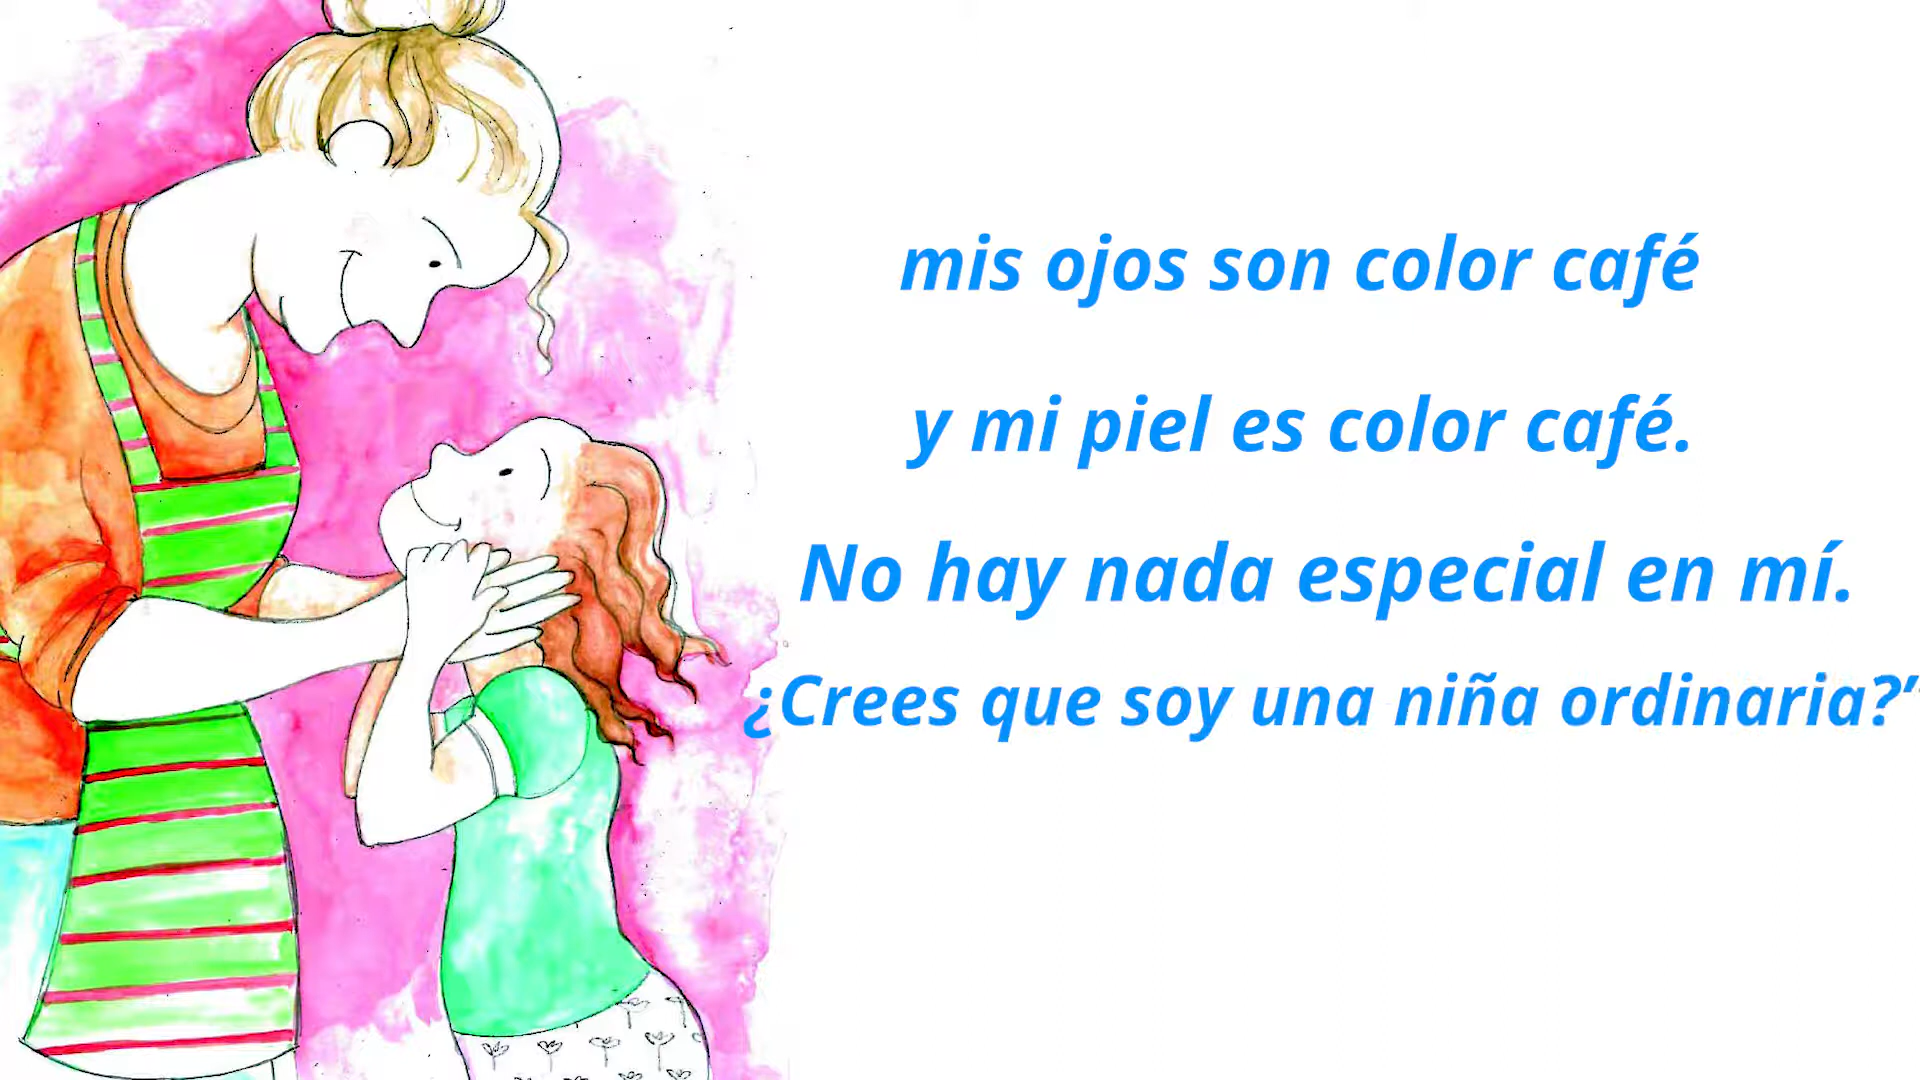 mis ojos son color café
y mi piel es color café.
No hay nada especial en mí.
¿Crees que soy una niña ordinaria?”